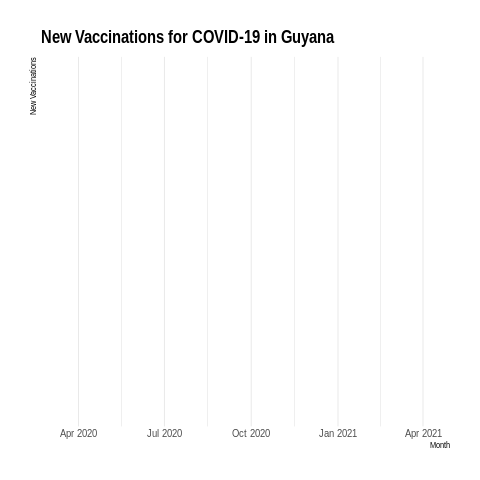 New Vaccinations for COVID-19 in Guyana
New Vaccinations
Apr 2020 Jul 2020 Oct 2020 Jan 2021 Apr 2021
Month